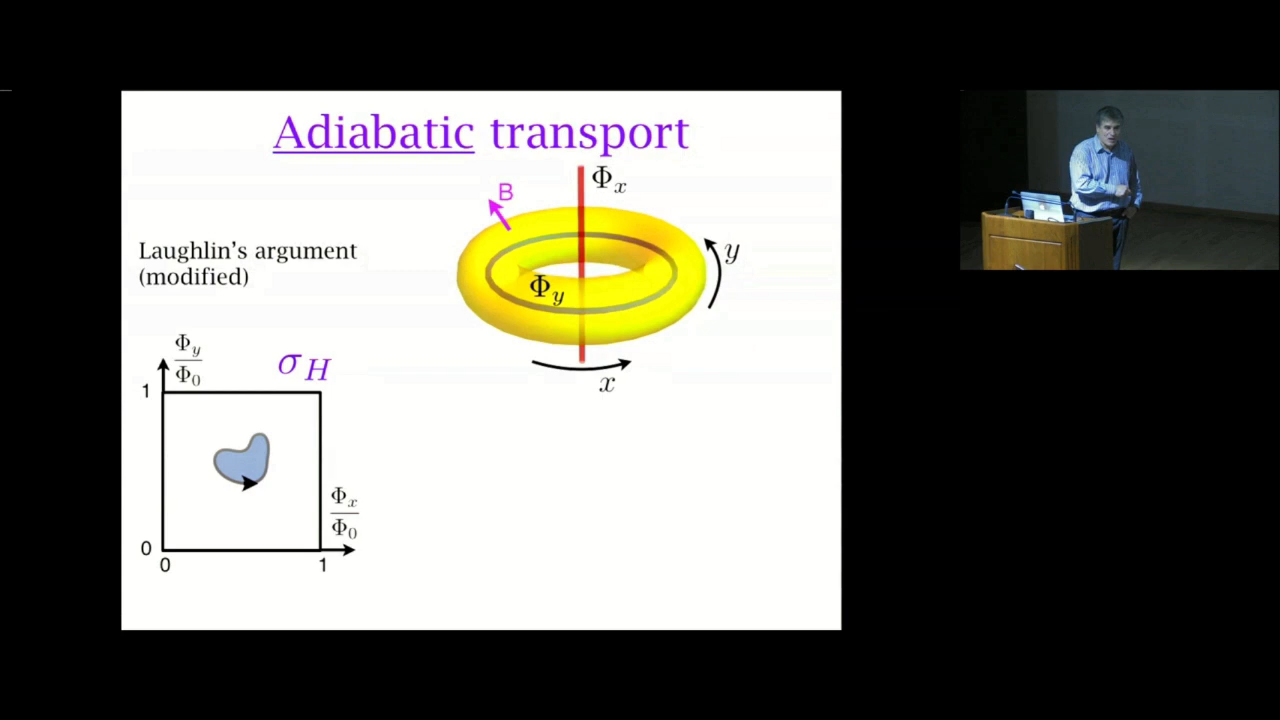 Adiabatic transport
Φx
B
Laughlin's argument
(modified)
y
Φy
x
σH
Φy
Φ0
1
Φx
Φ0
0
0
1